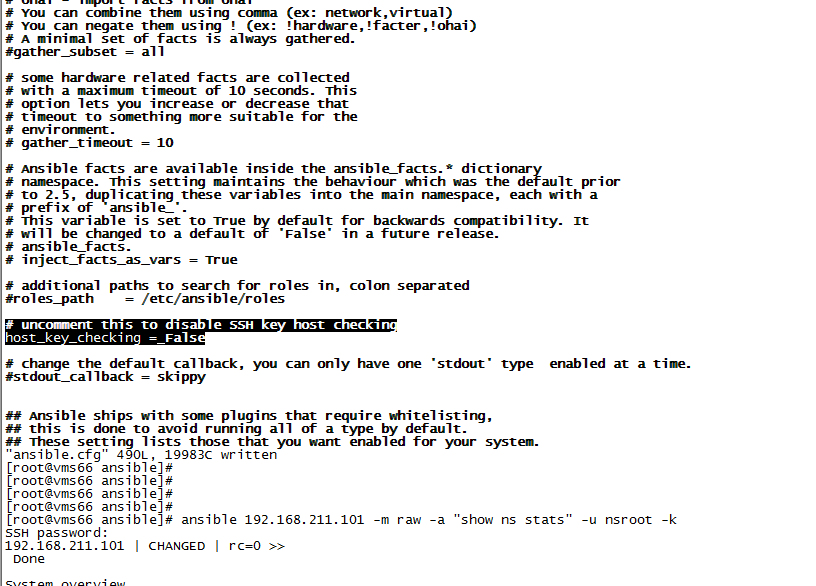 # ohai - import facts from ohai
# You can combine them using comma (ex: network,virtual)
# You can negate them using ! (ex: !hardware,!facter,!ohai)
# A minimal set of facts is always gathered.
#gather_subset = all
# some hardware related facts are collected
# with a maximum timeout of 10 seconds. This
# option lets you increase or decrease that
# timeout to something more suitable for the
# environment.
# gather_timeout = 10
# Ansible facts are available inside the ansible_facts.* dictionary
# namespace. This setting maintains the behaviour which was the default prior
# to 2.5, duplicating these variables into the main namespace, each with a
# prefix of 'ansible_'.
# This variable is set to True by default for backwards compatibility. It
# will be changed to a default of 'False' in a future release.
# ansible_facts.
# inject_facts_as_vars = True
# additional paths to search for roles in, colon separated
#roles_path    = /etc/ansible/roles
# uncomment this to disable SSH key host checking
host_key_checking = False
# change the default callback, you can only have one 'stdout' type  enabled at a time.
#stdout_callback = skippy
## Ansible ships with some plugins that require whitelisting,
## this is done to avoid running all of a type by default.
## These setting lists those that you want enabled for your system.
"ansible.cfg" 490L, 19983C written
[root@vms66 ansible]#
[root@vms66 ansible]#
[root@vms66 ansible]#
[root@vms66 ansible]#
[root@vms66 ansible]# ansible 192.168.211.101 -m raw -a "show ns stats" -u nsroot -k
SSH password:
192.168.211.101 | CHANGED | rc=0 >>
 Done
System overview